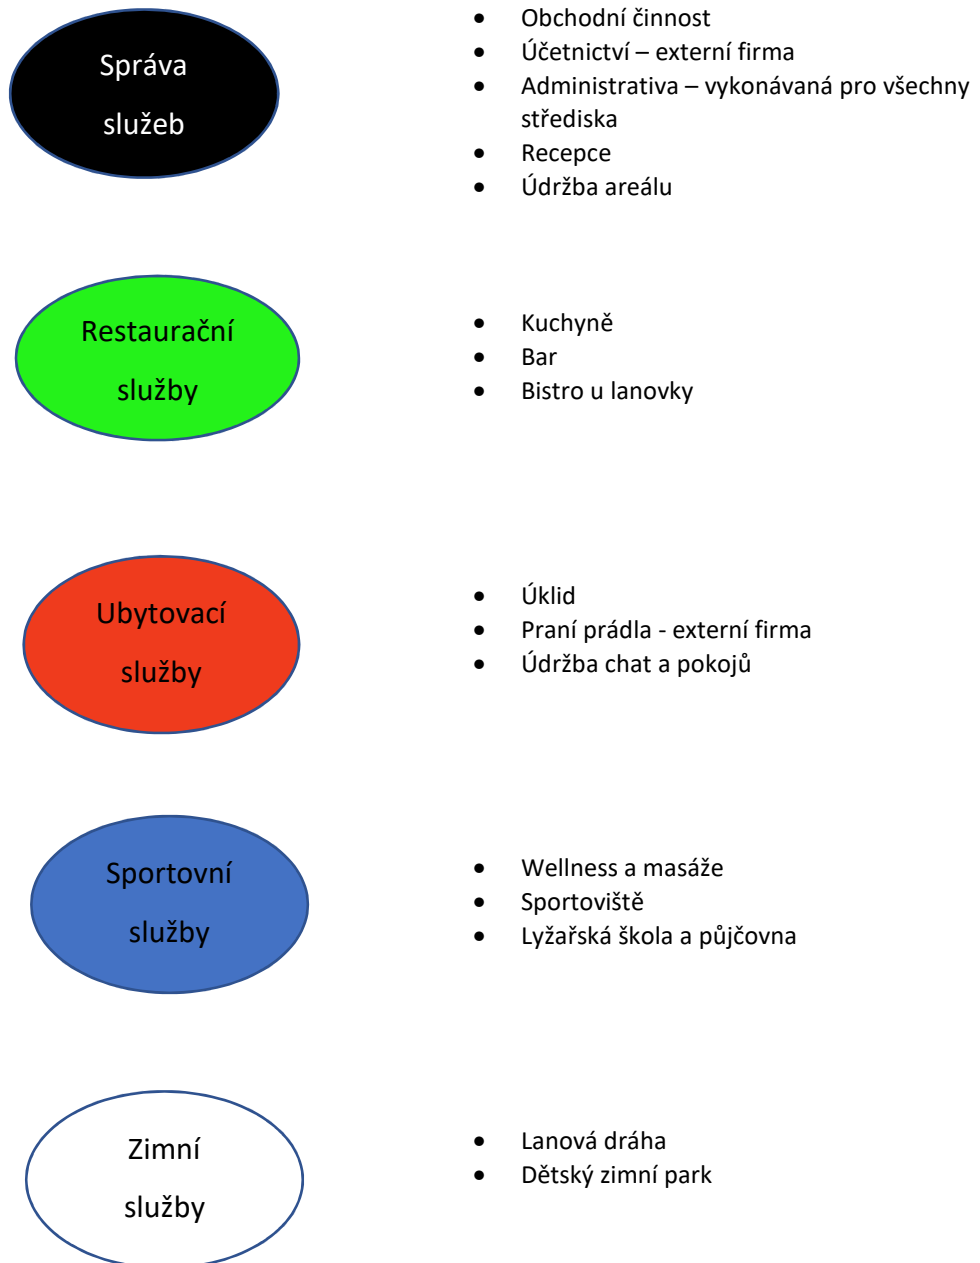 Správa
služeb
• Obchodní činnost
• Účetnictví – externí firma
• Administrativa – vykonávaná pro všechny
střediska
• Recepce
• Údržba areálu
Restaurační
služby
• Kuchyně
• Bar
• Bistro u lanovky
Ubytovací
služby
• Úklid
• Praní prádla - externí firma
• Údržba chat a pokojů
Sportovní
služby
• Wellness a masáže
• Sportoviště
• Lyžařská škola a půjčovna
Zimní
služby
• Lanová dráha
• Dětský zimní park